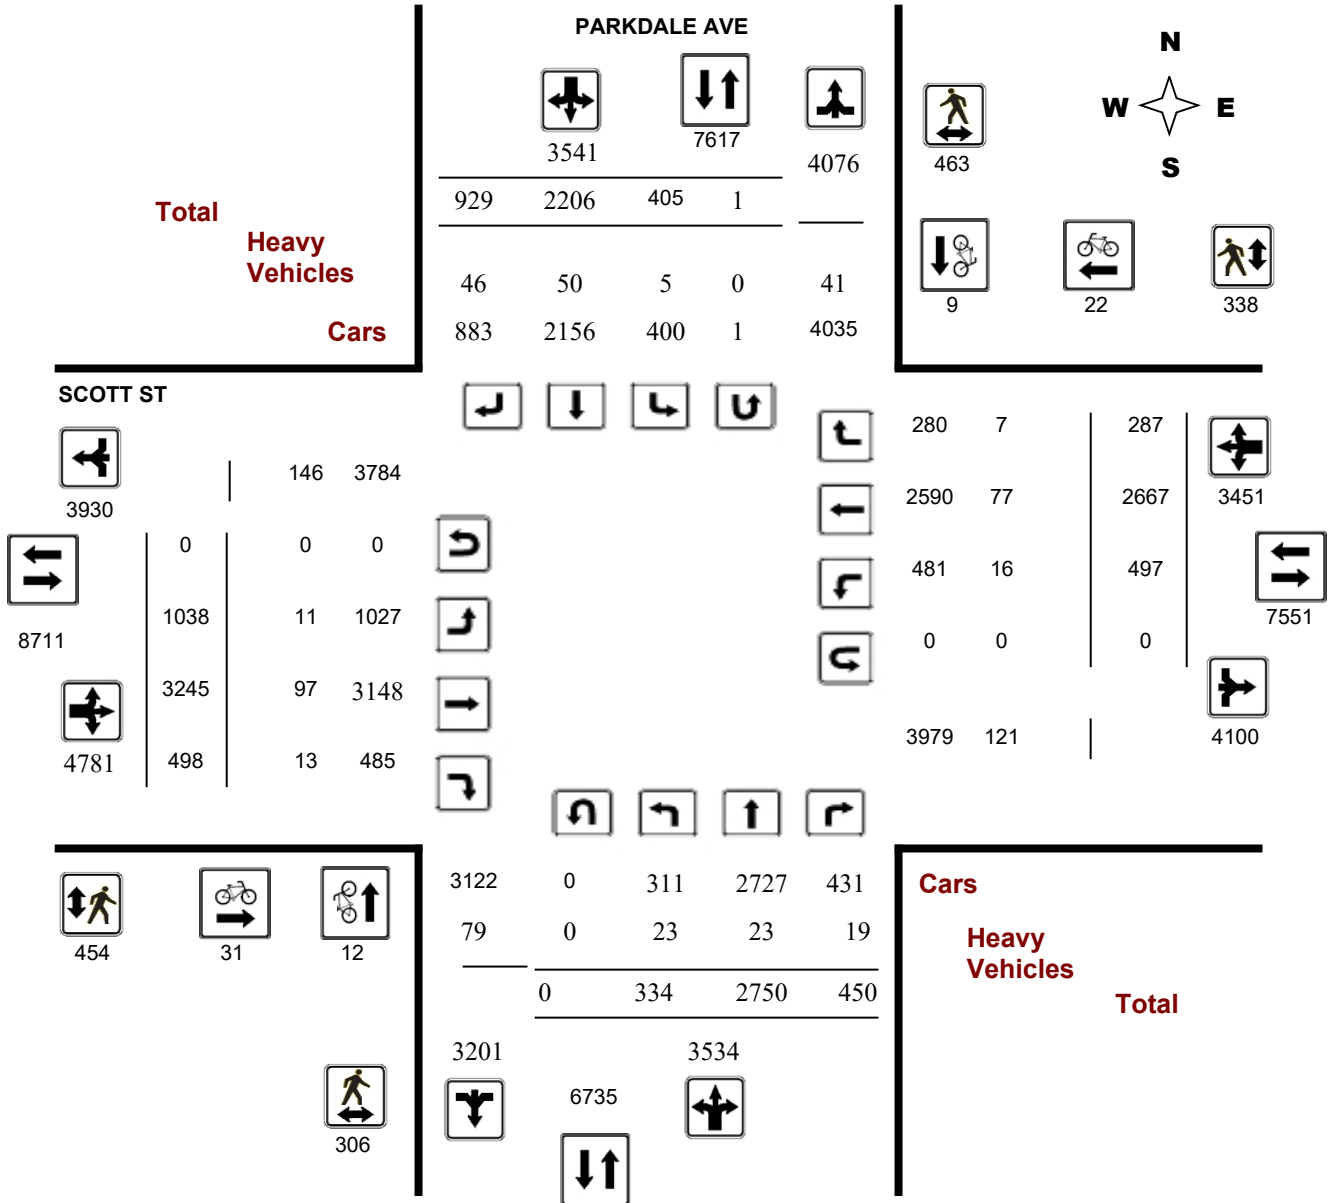 PARKDALE AVE
N
W E
S
3541 7617 4076 463
929 2206 405 1
Total
Heavy
Vehicles
46 50 5 0 41
9 22 338
Cars 883 2156 400 1 4035
SCOTT ST
280 7 287
146 3784
3930
2590 77 2667 3451
0 0 0
481 16 497
1038 11 1027
7551
8711
0 0 0
3245 97 3148
3979 121 4100
4781 498 13 485
3122 0 311 2727 431 Cars
79 0 23 23 19 Heavy
Vehicles
454 31 12
0 334 2750 450 Total
3201 3534
6735
306